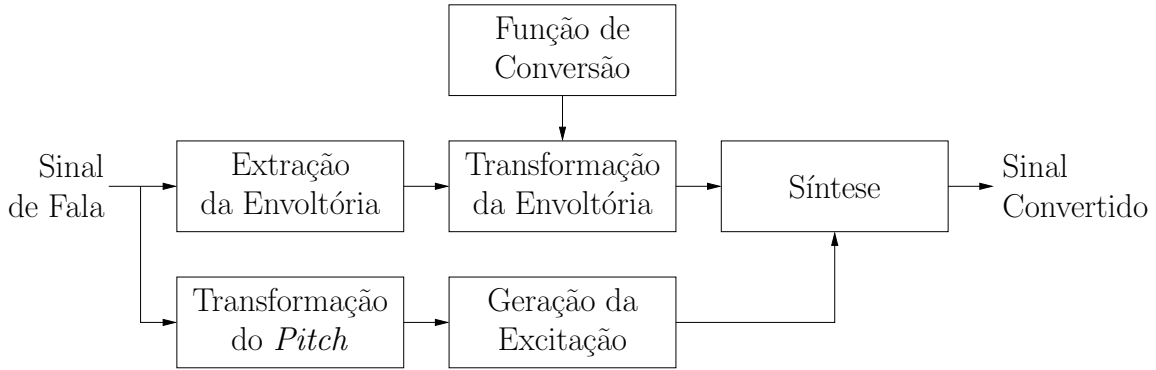 Função de
Conversão
Sinal
de Fala
Extração
da Envoltória
Transformação
da Envoltória
Síntese
Sinal
Convertido
Transformação
do Pitch
Geração da
Excitação